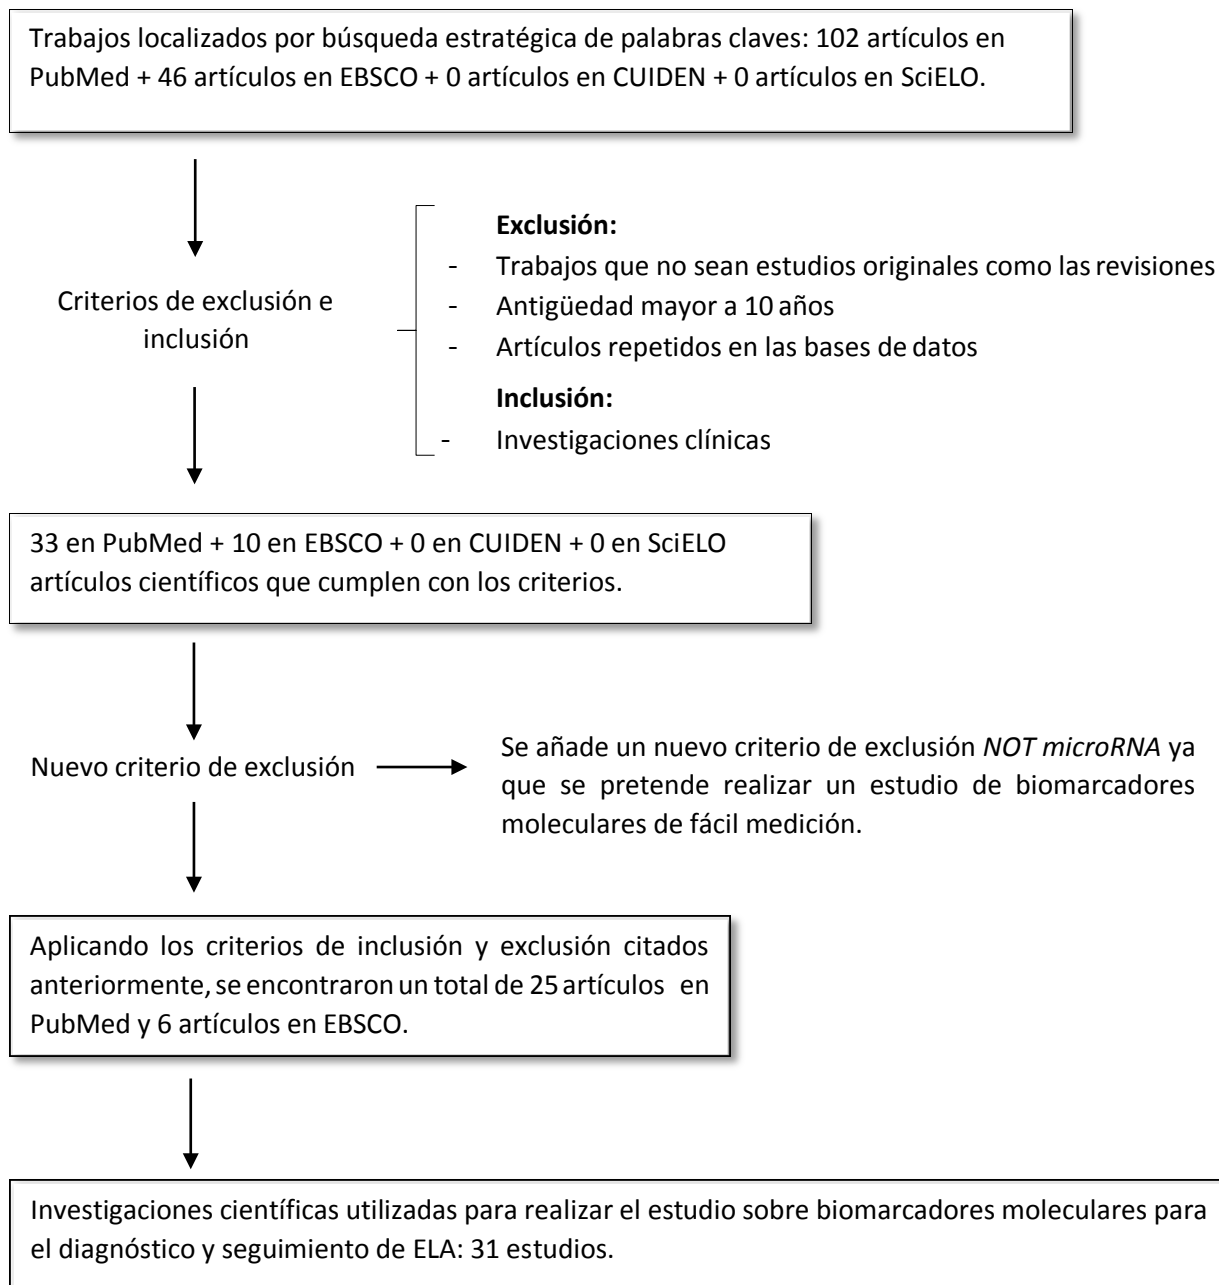 Trabajos localizados por búsqueda estratégica de palabras claves: 102 artículos en
PubMed + 46 artículos en EBSCO + 0 artículos en CUIDEN + 0 artículos en SciELO.
Criterios de exclusión e
inclusión
Exclusión:
- Trabajos que no sean estudios originales como las revisiones
- Antigüedad mayor a 10 años
- Artículos repetidos en las bases de datos
Inclusión:
- Investigaciones clínicas
33 en PubMed + 10 en EBSCO + 0 en CUIDEN + 0 en SciELO
artículos científicos que cumplen con los criterios.
Nuevo criterio de exclusión
Se añade un nuevo criterio de exclusión NOT microRNA ya
que se pretende realizar un estudio de biomarcadores
moleculares de fácil medición.
Aplicando los criterios de inclusión y exclusión citados
anteriormente, se encontraron un total de 25 artículos en
PubMed y 6 artículos en EBSCO.
Investigaciones científicas utilizadas para realizar el estudio sobre biomarcadores moleculares para
el diagnóstico y seguimiento de ELA: 31 estudios.